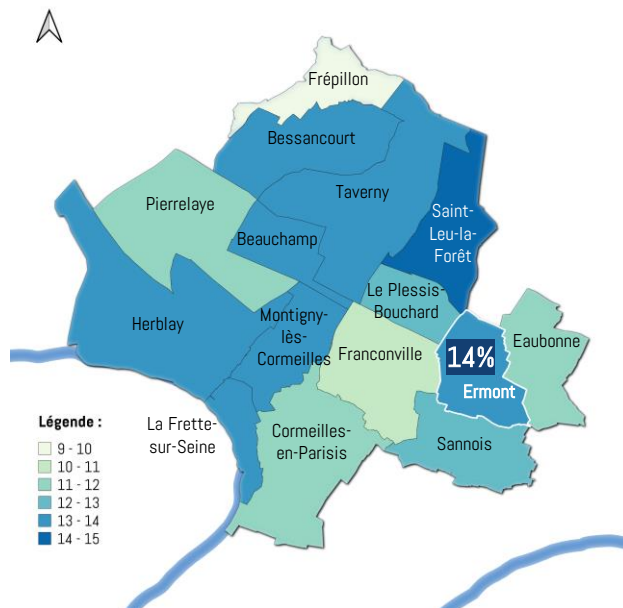 Frépillon
Bessancourt
Taverny
Pierrelaye
Saint-
Leu-la-
Forêt
Beauchamp
Le Plessis-
Bouchard
Herblay
Montigny-
lès-
Cormeilles
Franconville
14%
Ermont
Eaubonne
La Frette-
sur-Seine
Cormeilles-
en-Parisis
Sannois
Légende :
9 - 10
10 - 11
11 - 12
12 - 13
13 - 14
14 - 15